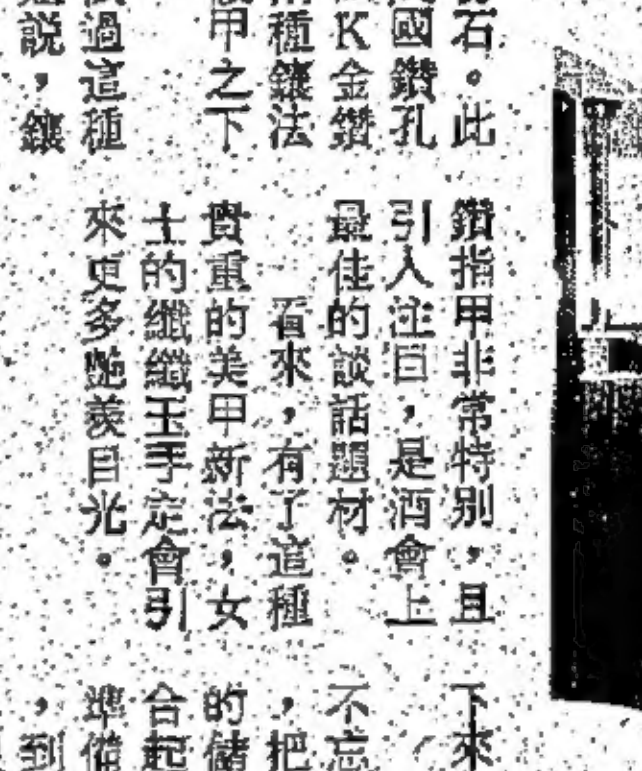 石。此
國鑽孔
K金鑽
種鑲法
甲之下
過這種
說，鑲
鑽指甲非常特別，且
引人注目，是酒會上
最佳的談話題材。
看來，有了這種
貴重的美甲新法，女
士的纖纖玉手定會引
來更多艷羨目光。
下來
不忘
，把
的儲
合起
準備
，到